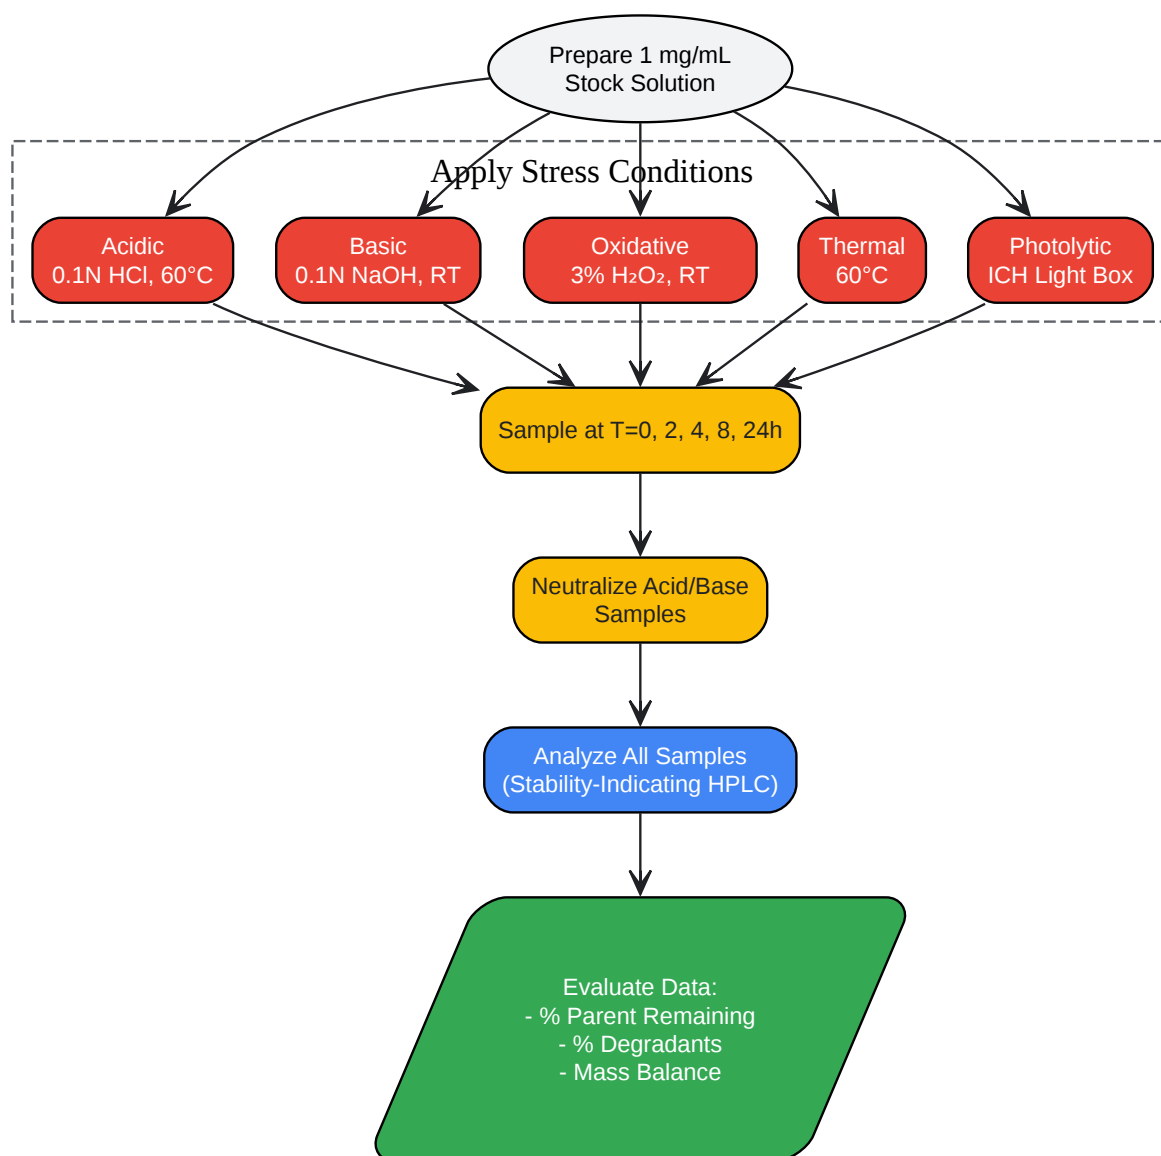 Prepare 1 mg/mL
Stock Solution
Apply Stress Conditions
Acidic
0.1N HCl, 60°C
Basic
0.1N NaOH, RT
Oxidative
3% H₂O₂, RT
Thermal
60°C
Photolytic
ICH Light Box
Sample at T=0, 2, 4, 8, 24h
Neutralize Acid/Base
Samples
Analyze All Samples
(Stability-Indicating HPLC)
Evaluate Data:
- % Parent Remaining
- % Degradants
- Mass Balance